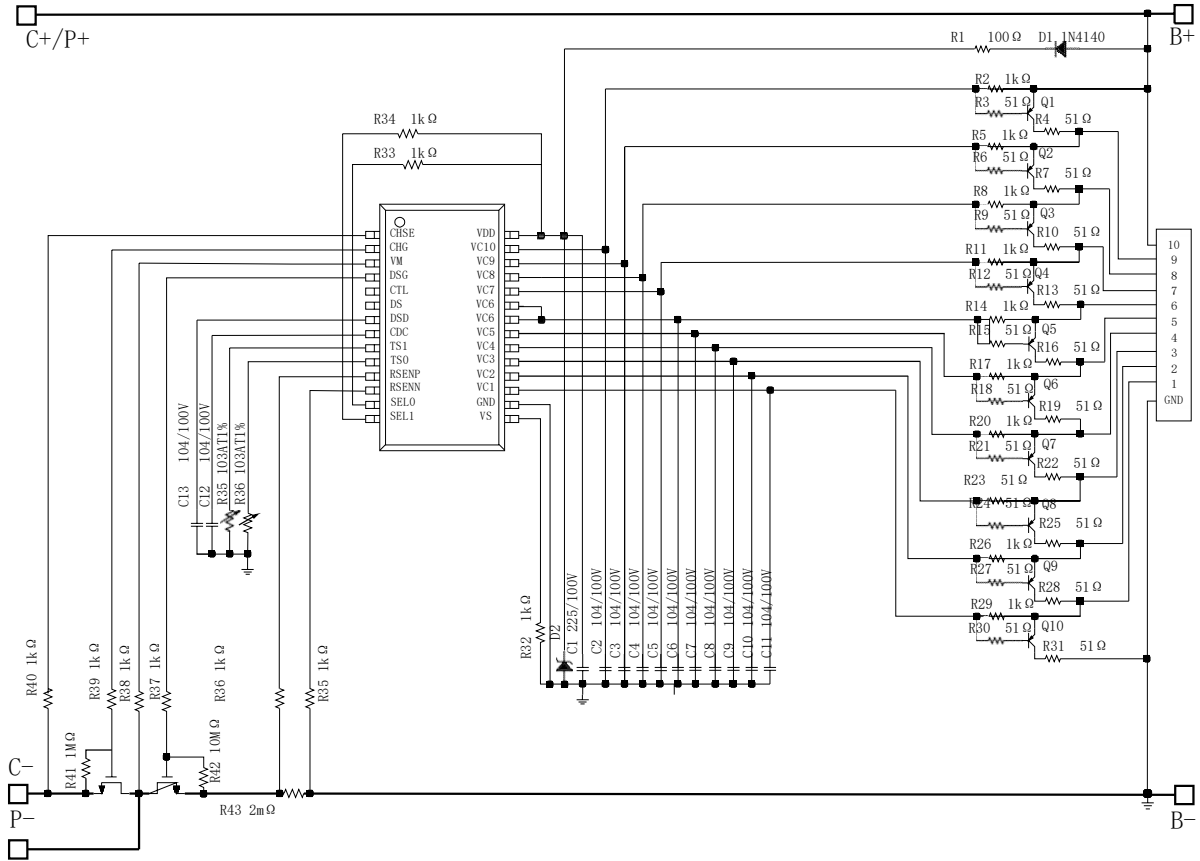 C+/P+
B+
R1 100Ω D1 1N4140
R2 1kΩ
R3 51Ω Q1
R4 51Ω
R5 1kΩ
R6 51Ω Q2
R7 51Ω
R8 1kΩ
R9 51Ω Q3
R10 51Ω
R11 1kΩ
R12 51Ω Q4
R13 51Ω
R14 1kΩ
R15 51Ω Q5
R16 51Ω
R17 1kΩ
R18 51Ω Q6
R19 51Ω
R20 1kΩ
R21 51Ω Q7
R22 51Ω
R23 51Ω
R24 51Ω Q8
R25 51Ω
R26 1kΩ
R27 51Ω Q9
R28 51Ω
R29 1kΩ
R30 51Ω Q10
R31 51Ω
10
9
8
7
6
5
4
3
2
1
GND
R34 1kΩ
R33 1kΩ
CHSE VDD
CHG VC10
VM VC9
DSG VC8
CTL VC7
DS VC6
DSD VC6
CDC VC5
TS1 VC4
TS0 VC3
RSENP VC2
RSENN VC1
SEL0 GND
SEL1 VS
C13 104/100V
C12 104/100V
R35 103AT1%
R36 103AT1%
R32 1kΩ
D2
C1 225/100V
C2 104/100V
C3 104/100V
C4 104/100V
C5 104/100V
C6 104/100V
C7 104/100V
C8 104/100V
C9 104/100V
C10 104/100V
C11 104/100V
R40 1kΩ
R39 1kΩ
R38 1kΩ
R37 1kΩ
R36 1kΩ
R35 1kΩ
R41 1MΩ
R42 10MΩ
R43 2mΩ
C-
P-
B-